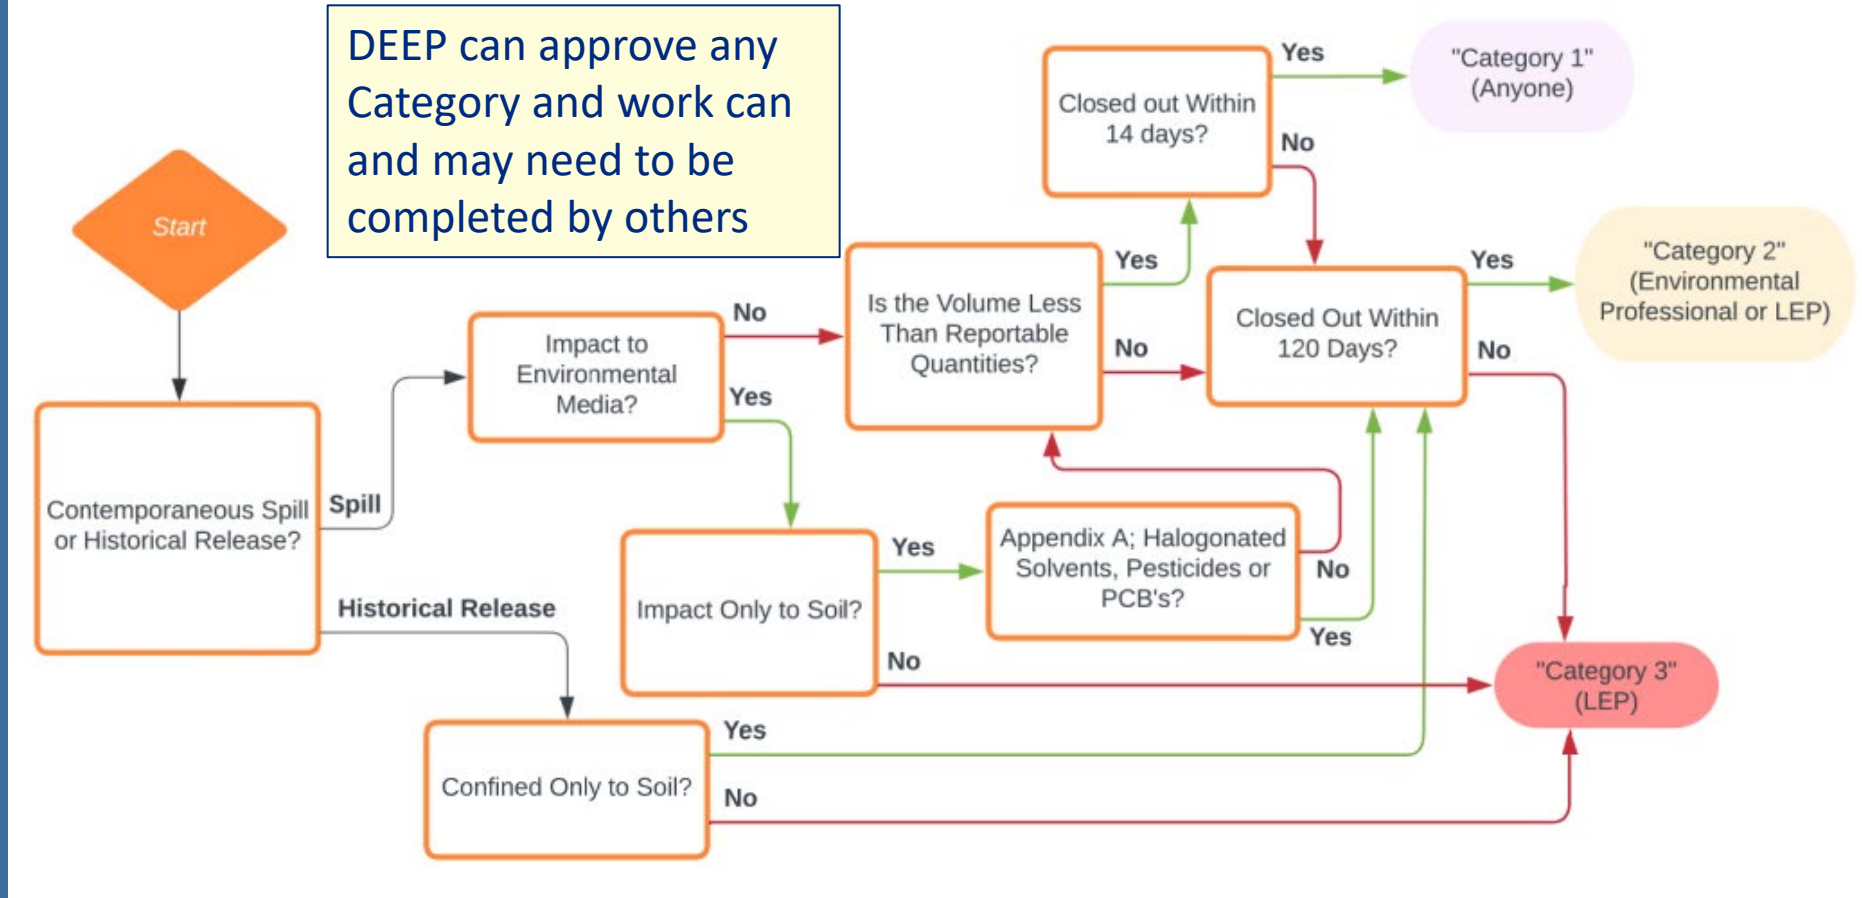 DEEP can approve any
Category and work can
and may need to be
completed by others
Start
Contemporaneous Spill
or Historical Release?
Spill
Historical Release
Impact to
Environmental
Media?
No
Yes
Is the Volume Less
Than Reportable
Quantities?
Yes
No
Closed out Within
14 days?
Yes
No
"Category 1"
(Anyone)
Closed Out Within
120 Days?
Yes
No
"Category 2"
(Environmental
Professional or LEP)
Impact Only to Soil?
Yes
No
Appendix A; Halogonated
Solvents, Pesticides or
PCB's?
No
Yes
"Category 3"
(LEP)
Confined Only to Soil?
Yes
No